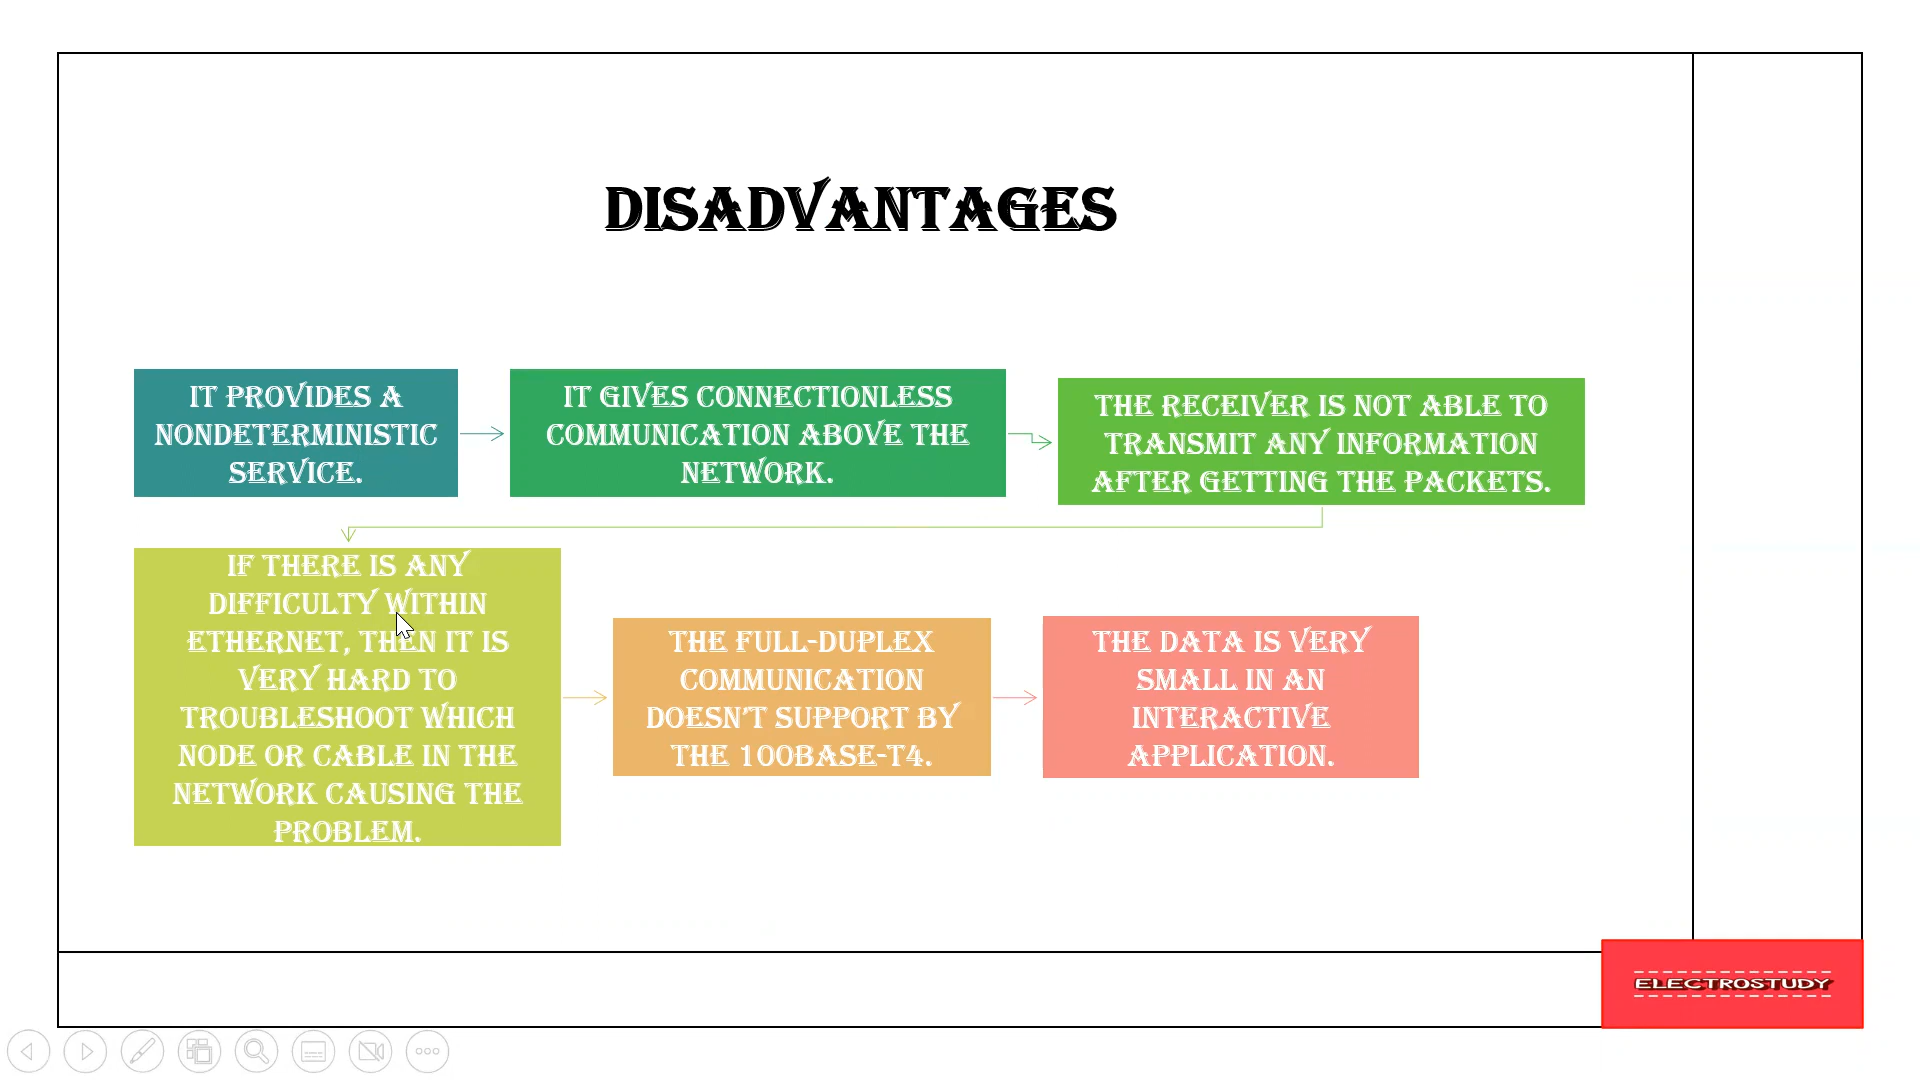 DISADVANTAGES
IT PROVIDES A
NONDETERMINISTIC
SERVICE.
IT GIVES CONNECTIONLESS
COMMUNICATION ABOVE THE
NETWORK.
THE RECEIVER IS NOT ABLE TO
TRANSMIT ANY INFORMATION
AFTER GETTING THE PACKETS.
IF THERE IS ANY
DIFFICULTY WITHIN
ETHERNET, THEN IT IS
VERY HARD TO
TROUBLESHOOT WHICH
NODE OR CABLE IN THE
NETWORK CAUSING THE
PROBLEM.
THE FULL-DUPLEX
COMMUNICATION
DOESN'T SUPPORT BY
THE 100BASE-T4.
THE DATA IS VERY
SMALL IN AN
INTERACTIVE
APPLICATION.
ELECTROSTUDY